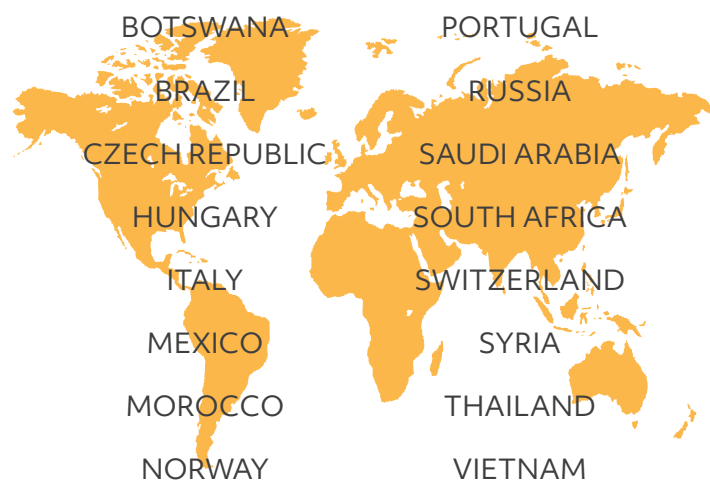 BOTSWANA
BRAZIL
CZECH REPUBLIC
HUNGARY
ITALY
MEXICO
MOROCCO
NORWAY
PORTUGAL
RUSSIA
SAUDI ARABIA
SOUTH AFRICA
SWITZERLAND
SYRIA
THAILAND
VIETNAM